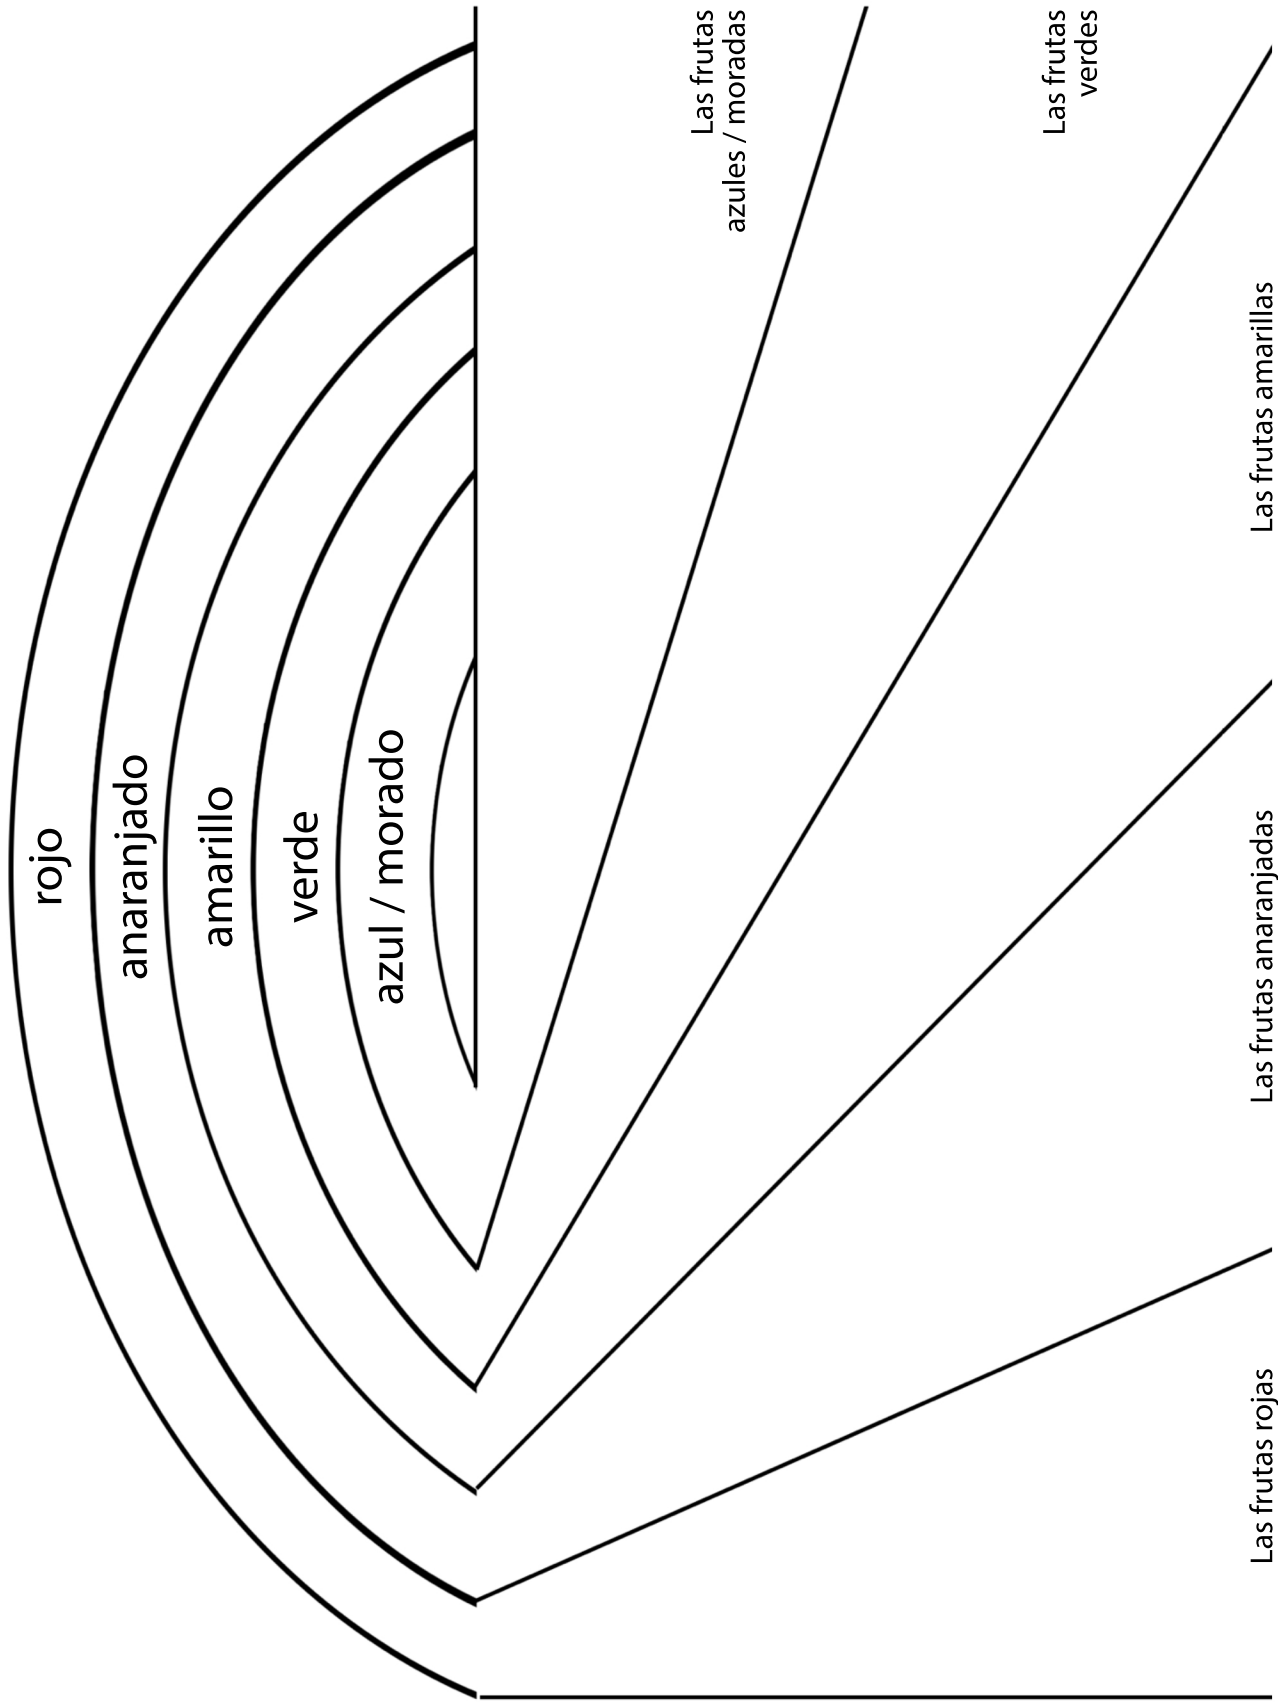 rojo
anaranjado
amarillo
verde
azul / morado
Las frutas rojas
Las frutas anaranjadas
Las frutas amarillas
Las frutas
verdes
Las frutas
azules / moradas